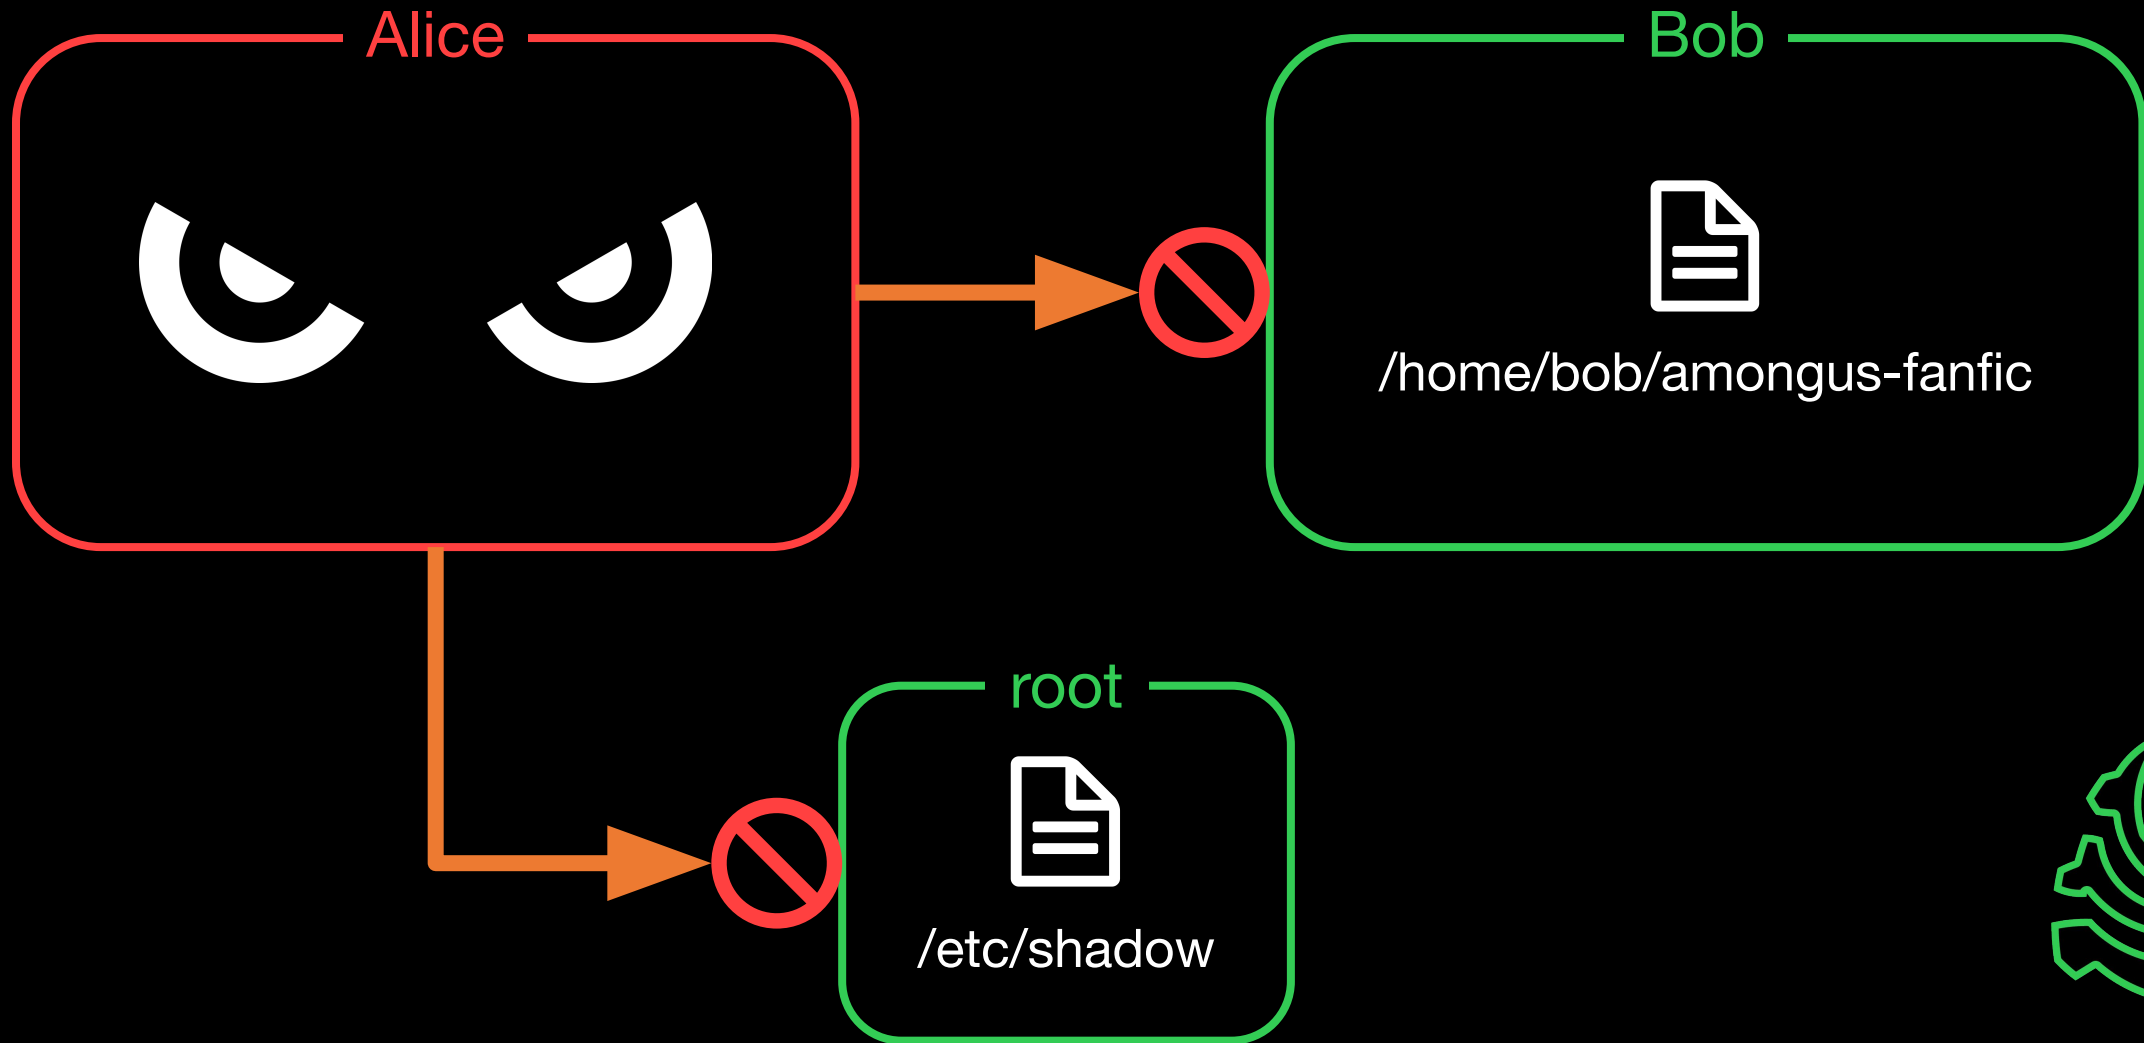 Alice
Bob
/home/bob/amongus-fanfic
root
/etc/shadow